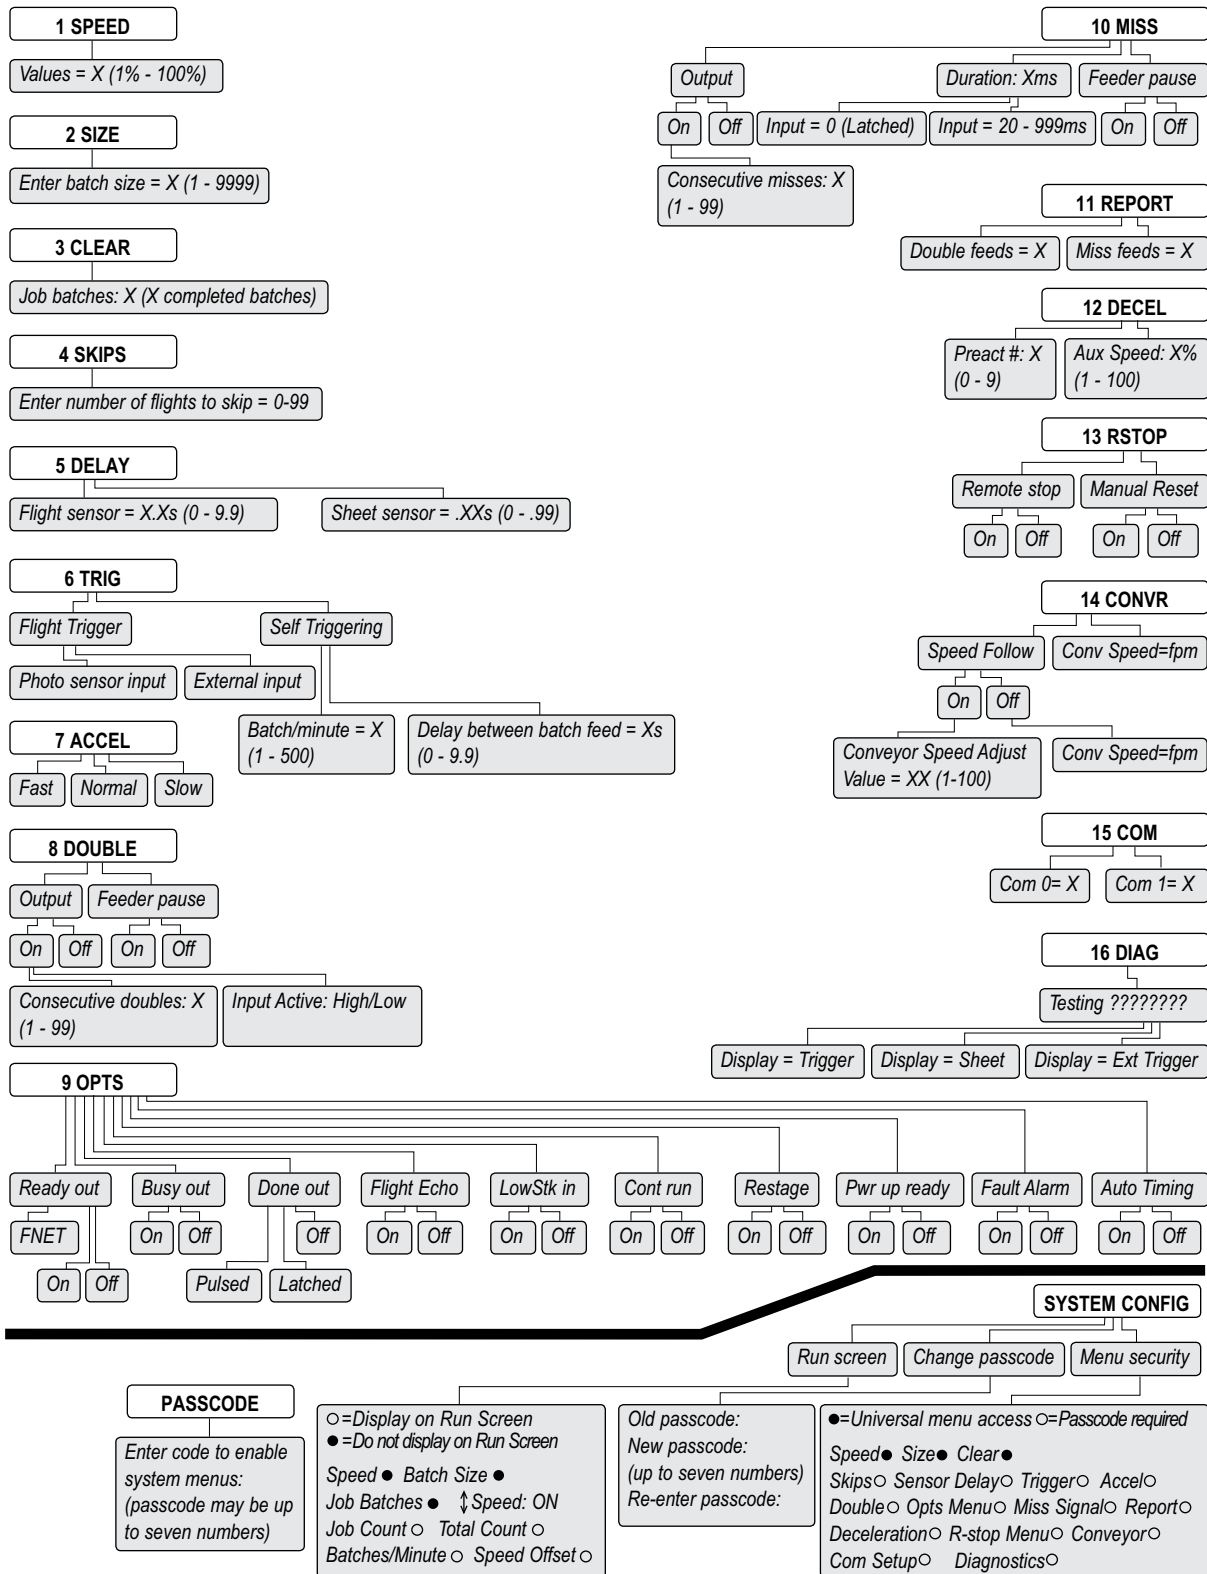 1 SPEED
Values = X (1% - 100%)
2 SIZE
Enter batch size = X (1 - 9999)
3 CLEAR
Job batches: X (X completed batches)
4 SKIPS
Enter number of flights to skip = 0-99
5 DELAY
Flight sensor = X.Xs (0 - 9.9)
Sheet sensor = .XXs (0 - .99)
6 TRIG
Flight Trigger
Self Triggering
Photo sensor input
External input
Batch/minute = X
(1 - 500)
Delay between batch feed = Xs
(0 - 9.9)
7 ACCEL
Fast
Normal
Slow
8 DOUBLE
Output
Feeder pause
On
Off
On
Off
Consecutive doubles: X
(1 - 99)
Input Active: High/Low
9 OPTS
Ready out
Busy out
Done out
Flight Echo
LowStk in
Cont run
Restage
Pwr up ready
Fault Alarm
Auto Timing
FNET
On
Off
Off
On
Off
On
Off
On
Off
On
Off
On
Off
On
Off
On
Off
On
Off
Pulsed
Latched
10 MISS
Output
Duration: Xms
Feeder pause
On
Off
Input = 0 (Latched)
Input = 20 - 999ms
On
Off
Consecutive misses: X
(1 - 99)
11 REPORT
Double feeds = X
Miss feeds = X
12 DECEL
Preact #: X
(0 - 9)
Aux Speed: X%
(1 - 100)
13 RSTOP
Remote stop
Manual Reset
On
Off
On
Off
14 CONVR
Speed Follow
Conv Speed=fpm
On
Off
Conveyor Speed Adjust
Value = XX (1-100)
Conv Speed=fpm
15 COM
Com 0= X
Com 1= X
16 DIAG
Testing ????????
Display = Trigger
Display = Sheet
Display = Ext Trigger
SYSTEM CONFIG
Run screen
Change passcode
Menu security
PASSCODE
Enter code to enable
system menus:
(passcode may be up
to seven numbers)
○=Display on Run Screen
●=Do not display on Run Screen
Speed ● Batch Size ●
Job Batches ● ↕Speed: ON
Job Count ○ Total Count ○
Batches/Minute ○ Speed Offset ○
Old passcode:
New passcode:
(up to seven numbers)
Re-enter passcode:
●=Universal menu access ○=Passcode required
Speed● Size● Clear●
Skips○ Sensor Delay○ Trigger○ Accel○
Double○ Opts Menu○ Miss Signal○ Report○
Deceleration○ R-stop Menu○ Conveyor○
Com Setup○ Diagnostics○